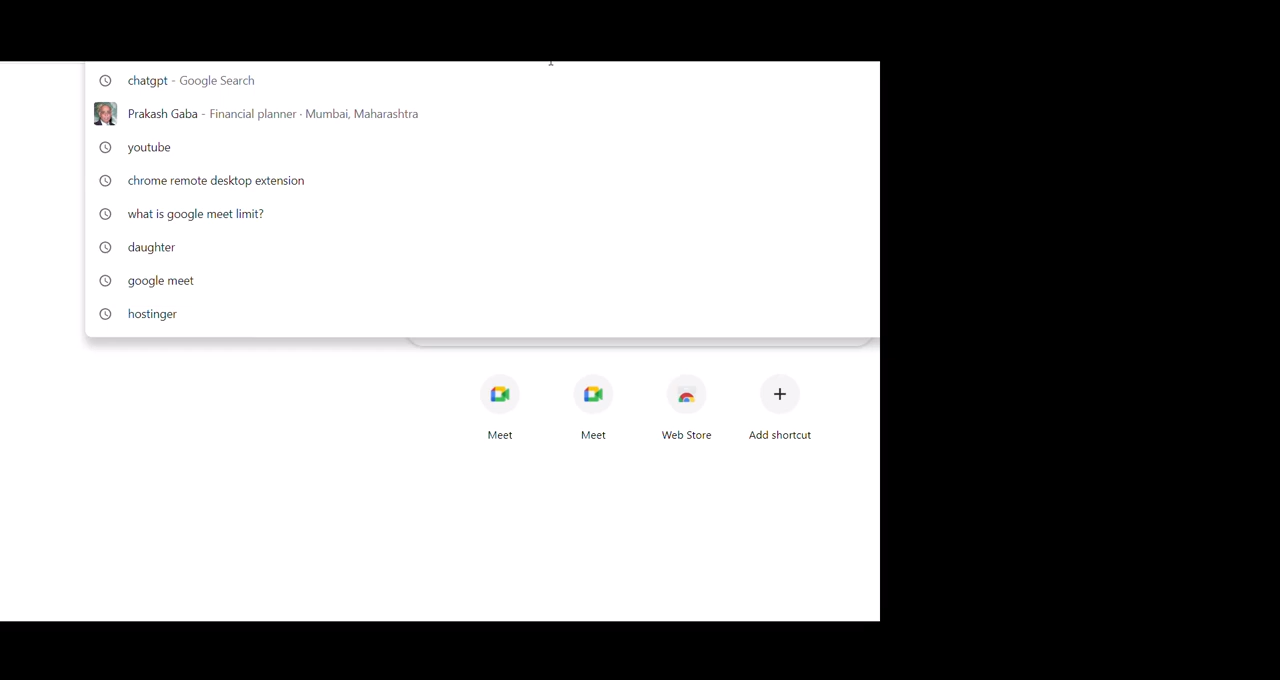 chatgpt - Google Search
Prakash Gaba - Financial planner · Mumbai, Maharashtra
youtube
chrome remote desktop extension
what is google meet limit?
daughter
google meet
hostinger
Meet
Meet
Web Store
Add shortcut